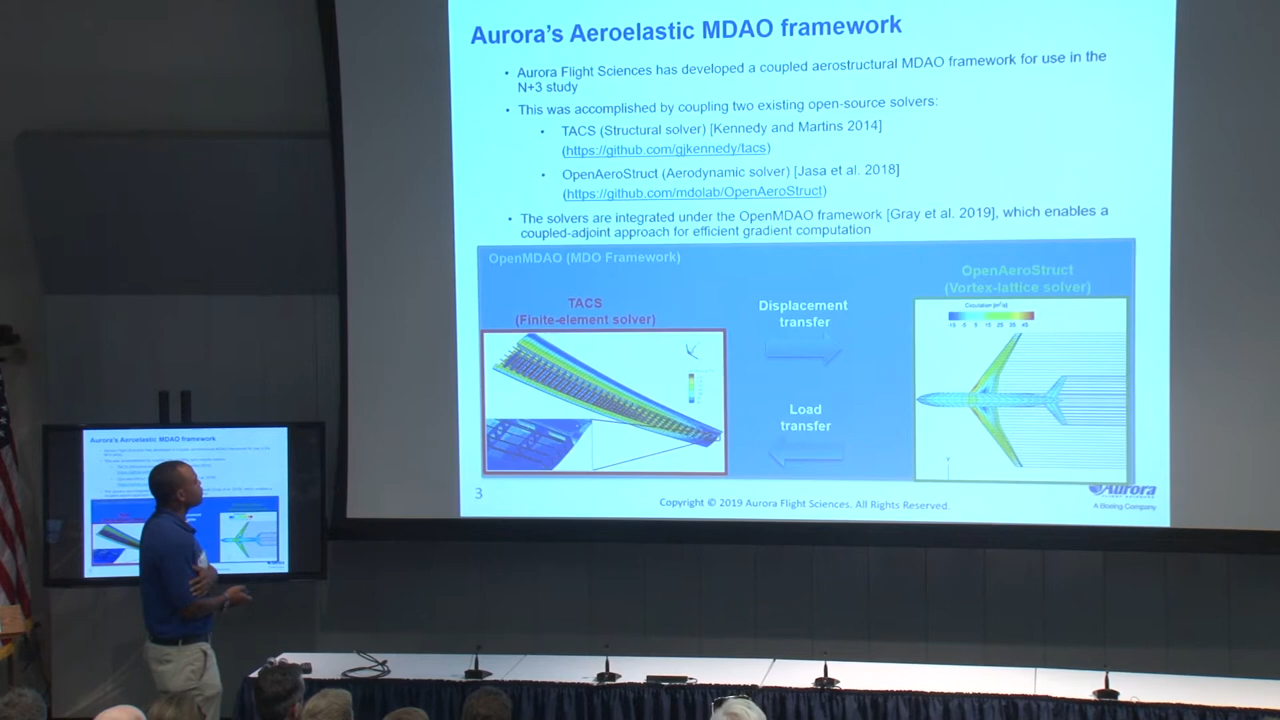 Aurora's Aeroelastic MDAO framework
• Aurora Flight Sciences has developed a coupled aerostructural MDAO framework for use in the
N+3 study
• This was accomplished by coupling two existing open-source solvers:
• TACS (Structural solver) [Kennedy and Martins 2014]
(https://github.com/gjkennedy/tacs)
• OpenAeroStruct (Aerodynamic solver) [Jasa et al. 2018]
(https://github.com/mdolab/OpenAeroStruct)
• The solvers are integrated under the OpenMDAO framework [Gray et al. 2019], which enables a
coupled-adjoint approach for efficient gradient computation
OpenMDAO (MDO Framework)
TACS
(Finite-element solver)
Displacement
transfer
Load
transfer
OpenAeroStruct
(Vortex-lattice solver)
3
Copyright © 2019 Aurora Flight Sciences. All Rights Reserved.
Aurora
A Boeing Company
Aurora's Aeroelastic MDAO framework